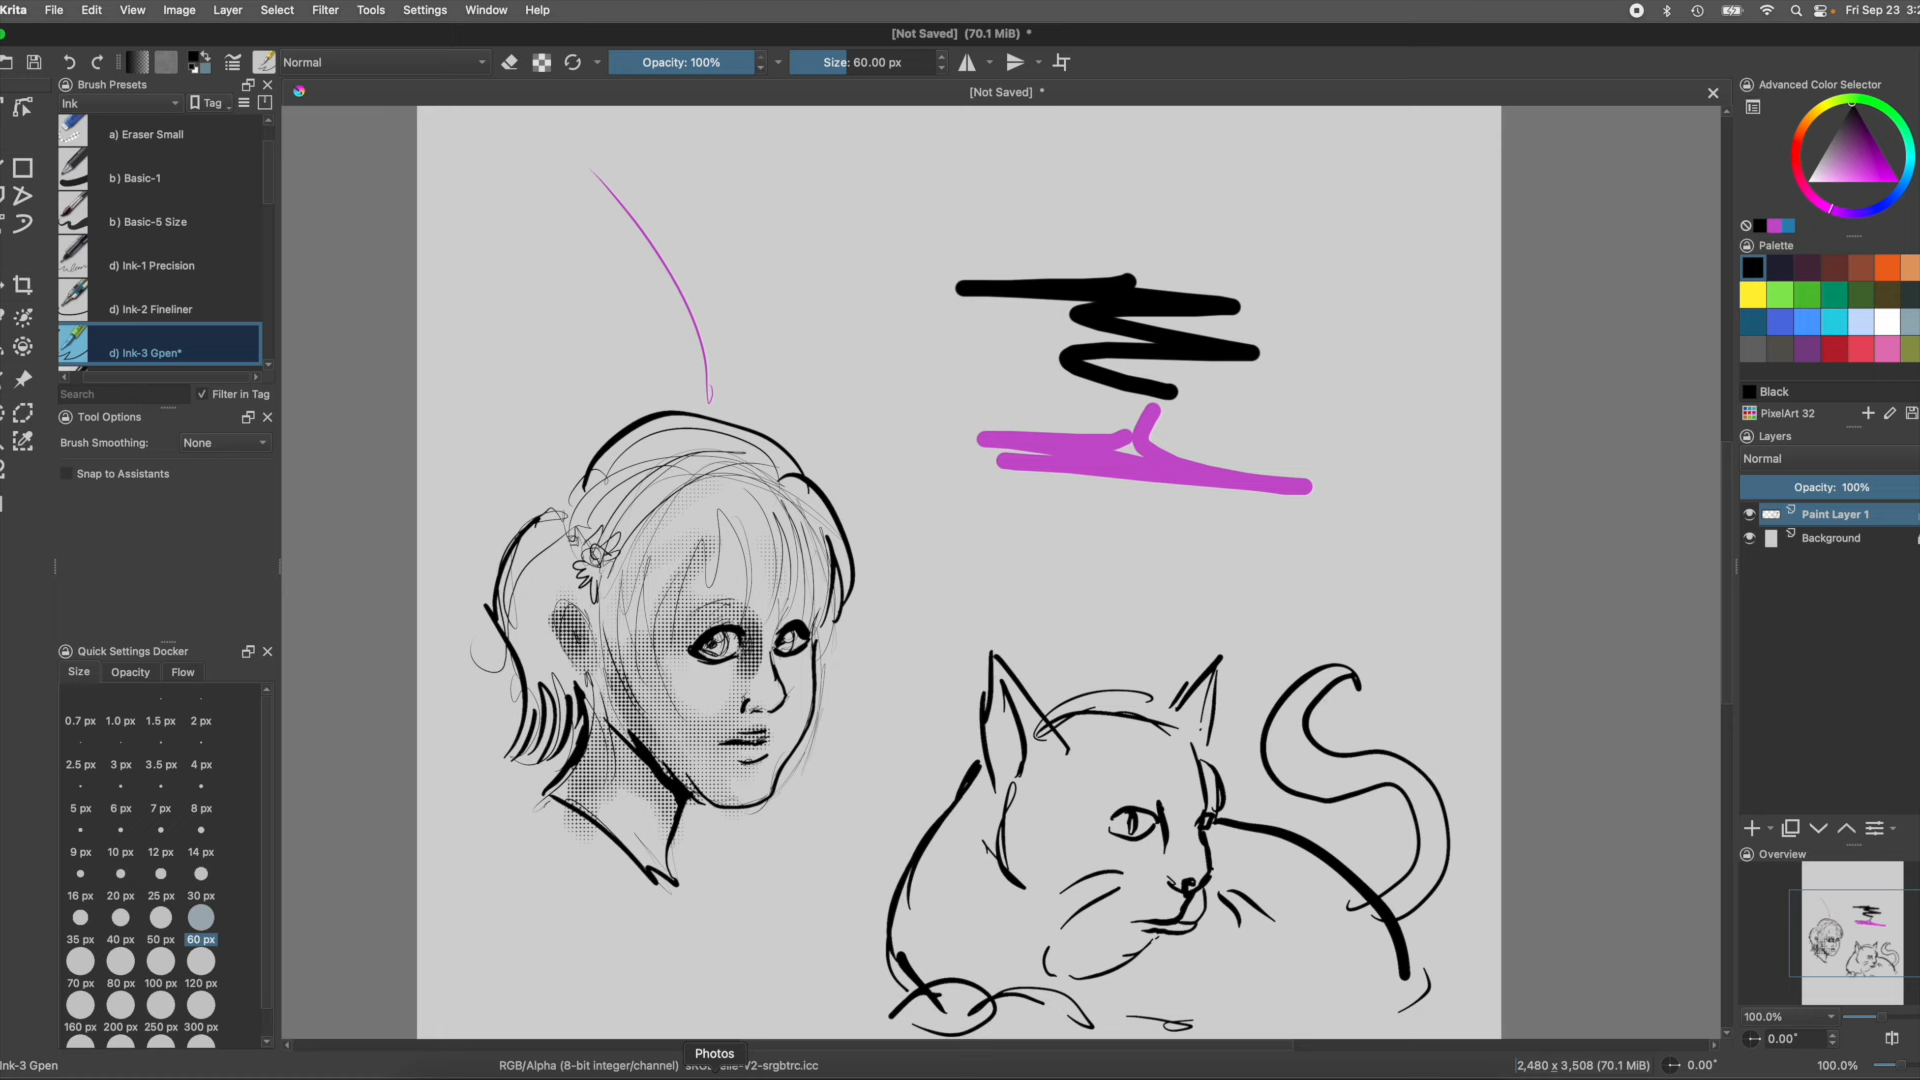 Krita File Edit View Image Layer Select Filter Tools Settings Window Help Fri Sep 23 3:2
[Not Saved] (70.1 MiB) *
Normal Opacity: 100% Size: 60.00 px
Brush Presets
[Not Saved] *
Advanced Color Selector
Ink Tag
a) Eraser Small
b) Basic-1
b) Basic-5 Size
d) Ink-1 Precision
d) Ink-2 Fineliner
d) Ink-3 Gpen*
Search Filter in Tag
Tool Options
Brush Smoothing: None
Snap to Assistants
Quick Settings Docker
Size Opacity Flow
0.7 px 1.0 px 1.5 px 2 px
2.5 px 3 px 3.5 px 4 px
5 px 6 px 7 px 8 px
9 px 10 px 12 px 14 px
16 px 20 px 25 px 30 px
35 px 40 px 50 px 60 px
70 px 80 px 100 px 120 px
160 px 200 px 250 px 300 px
Palette
Black
PixelArt 32
Layers
Normal
Opacity: 100%
Paint Layer 1
Background
Overview
100.0%
0.00°
Photos
Ink-3 Gpen RGB/Alpha (8-bit integer/channel) 2,480 x 3,508 (70.1 MiB) 0.00° 100.0%